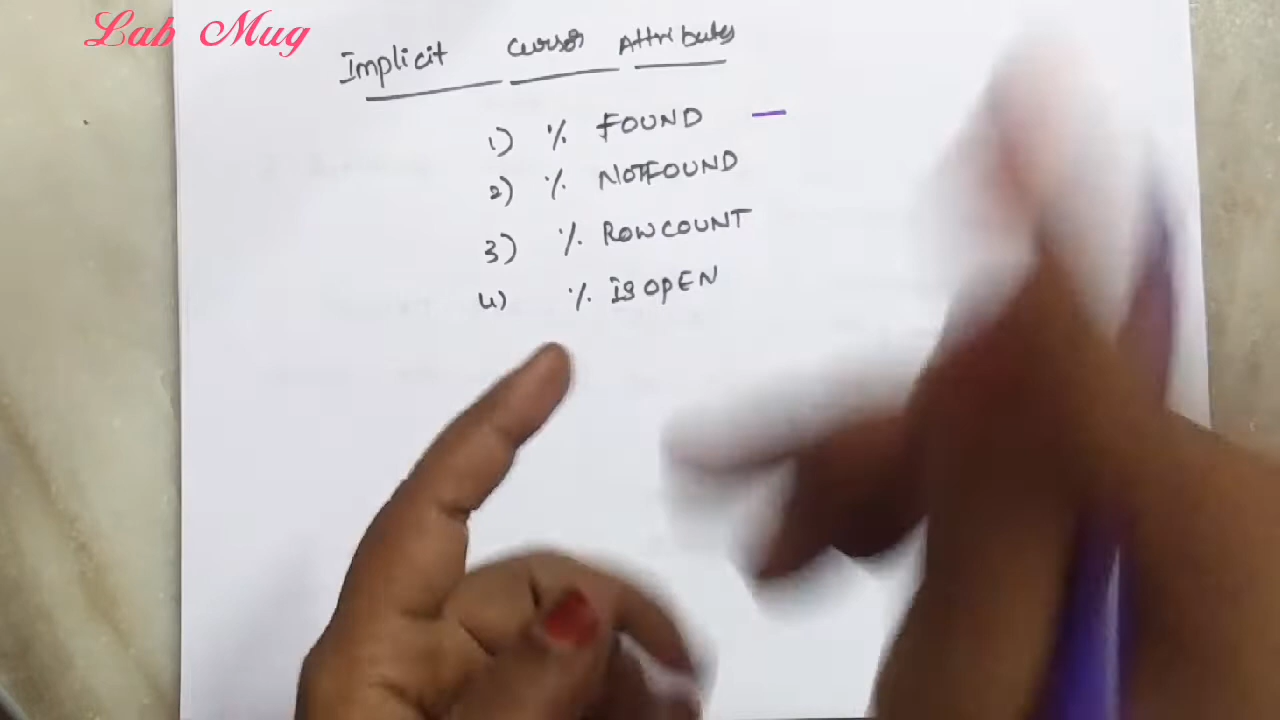 Lab Mug
Implicit Cursor Attributes
1) % FOUND —
2) % NOTFOUND
3) % ROWCOUNT
4) % ISOPEN